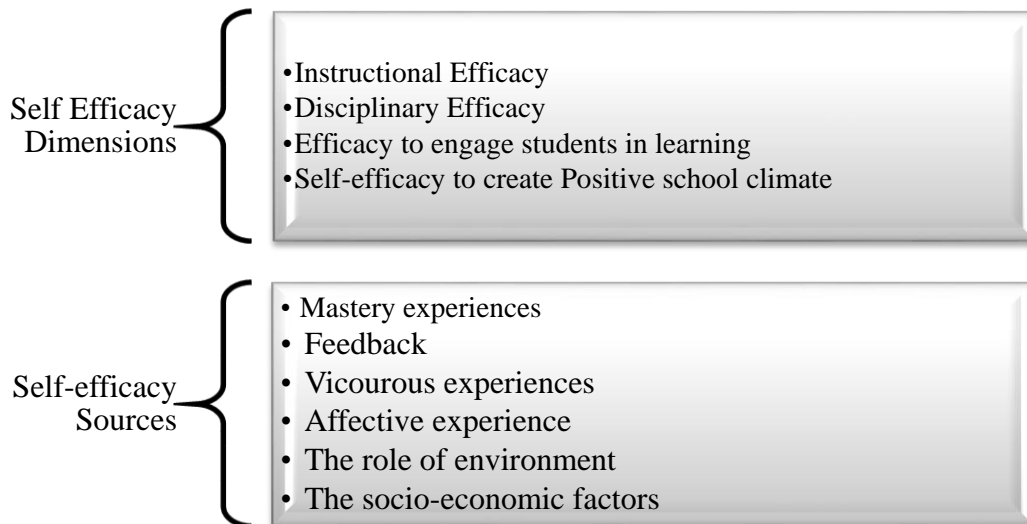 Self Efficacy
Dimensions
•Instructional Efficacy
•Disciplinary Efficacy
•Efficacy to engage students in learning
•Self-efficacy to create Positive school climate
Self-efficacy
Sources
• Mastery experiences
• Feedback
• Vicourous experiences
• Affective experience
• The role of environment
• The socio-economic factors